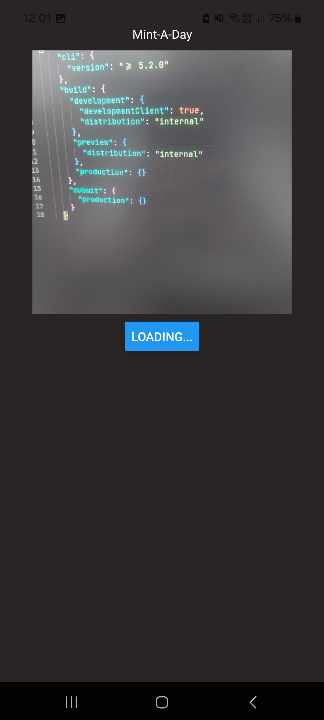 12:01
75%
Mint-A-Day
"cli": {
"version": "≥ 5.2.0"
},
"build": {
"development": {
"developmentClient": true,
"distribution": "internal"
},
"preview": {
"distribution": "internal"
},
"production": {}
},
"submit": {
"production": {}
}
}
LOADING...